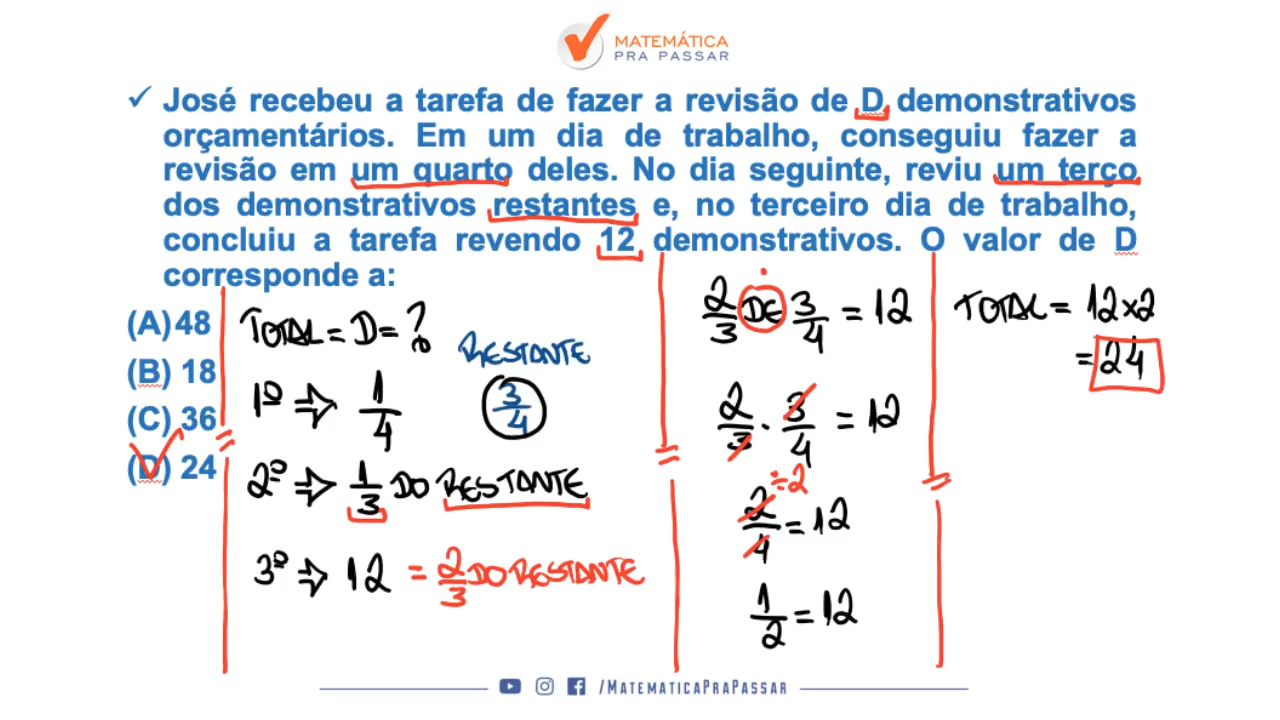 MATEMÁTICA
PRA PASSAR
✓ José recebeu a tarefa de fazer a revisão de D demonstrativos
orçamentários. Em um dia de trabalho, conseguiu fazer a
revisão em um quarto deles. No dia seguinte, reviu um terço
dos demonstrativos restantes e, no terceiro dia de trabalho,
concluiu a tarefa revendo 12 demonstrativos. O valor de D
corresponde a:
(A) 48
(B) 18
(C) 36
(D) 24
TOTAL = D = ?
RESTANTE
1º ⇒ 1/4
3/4
2º ⇒ 1/3 DO RESTANTE
3º ⇒ 12 = 2/3 DO RESTANTE
2/3 DE 3/4 = 12
2/3 . 3/4 = 12
÷2
2/4 = 12
1/2 = 12
TOTAL = 12 × 2
= 24
/MatematicaPraPassar